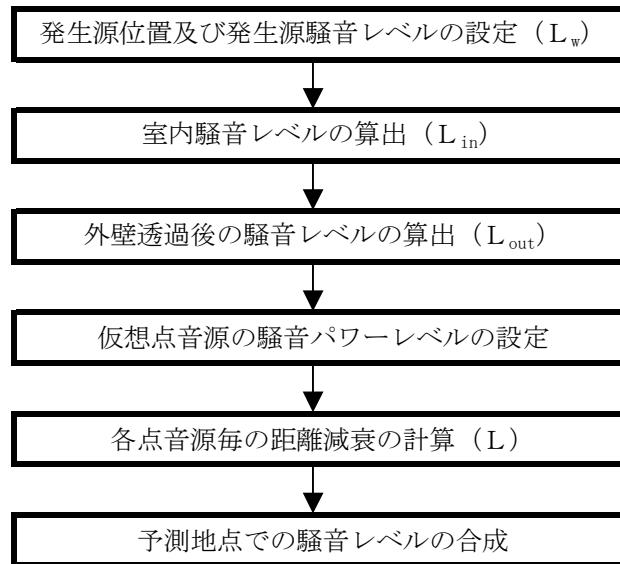 発生源位置及び発生源騒音レベルの設定（Ｌw）
室内騒音レベルの算出（Ｌin）
外壁透過後の騒音レベルの算出（Ｌout）
仮想点音源の騒音パワーレベルの設定
各点音源毎の距離減衰の計算（Ｌ）
予測地点での騒音レベルの合成